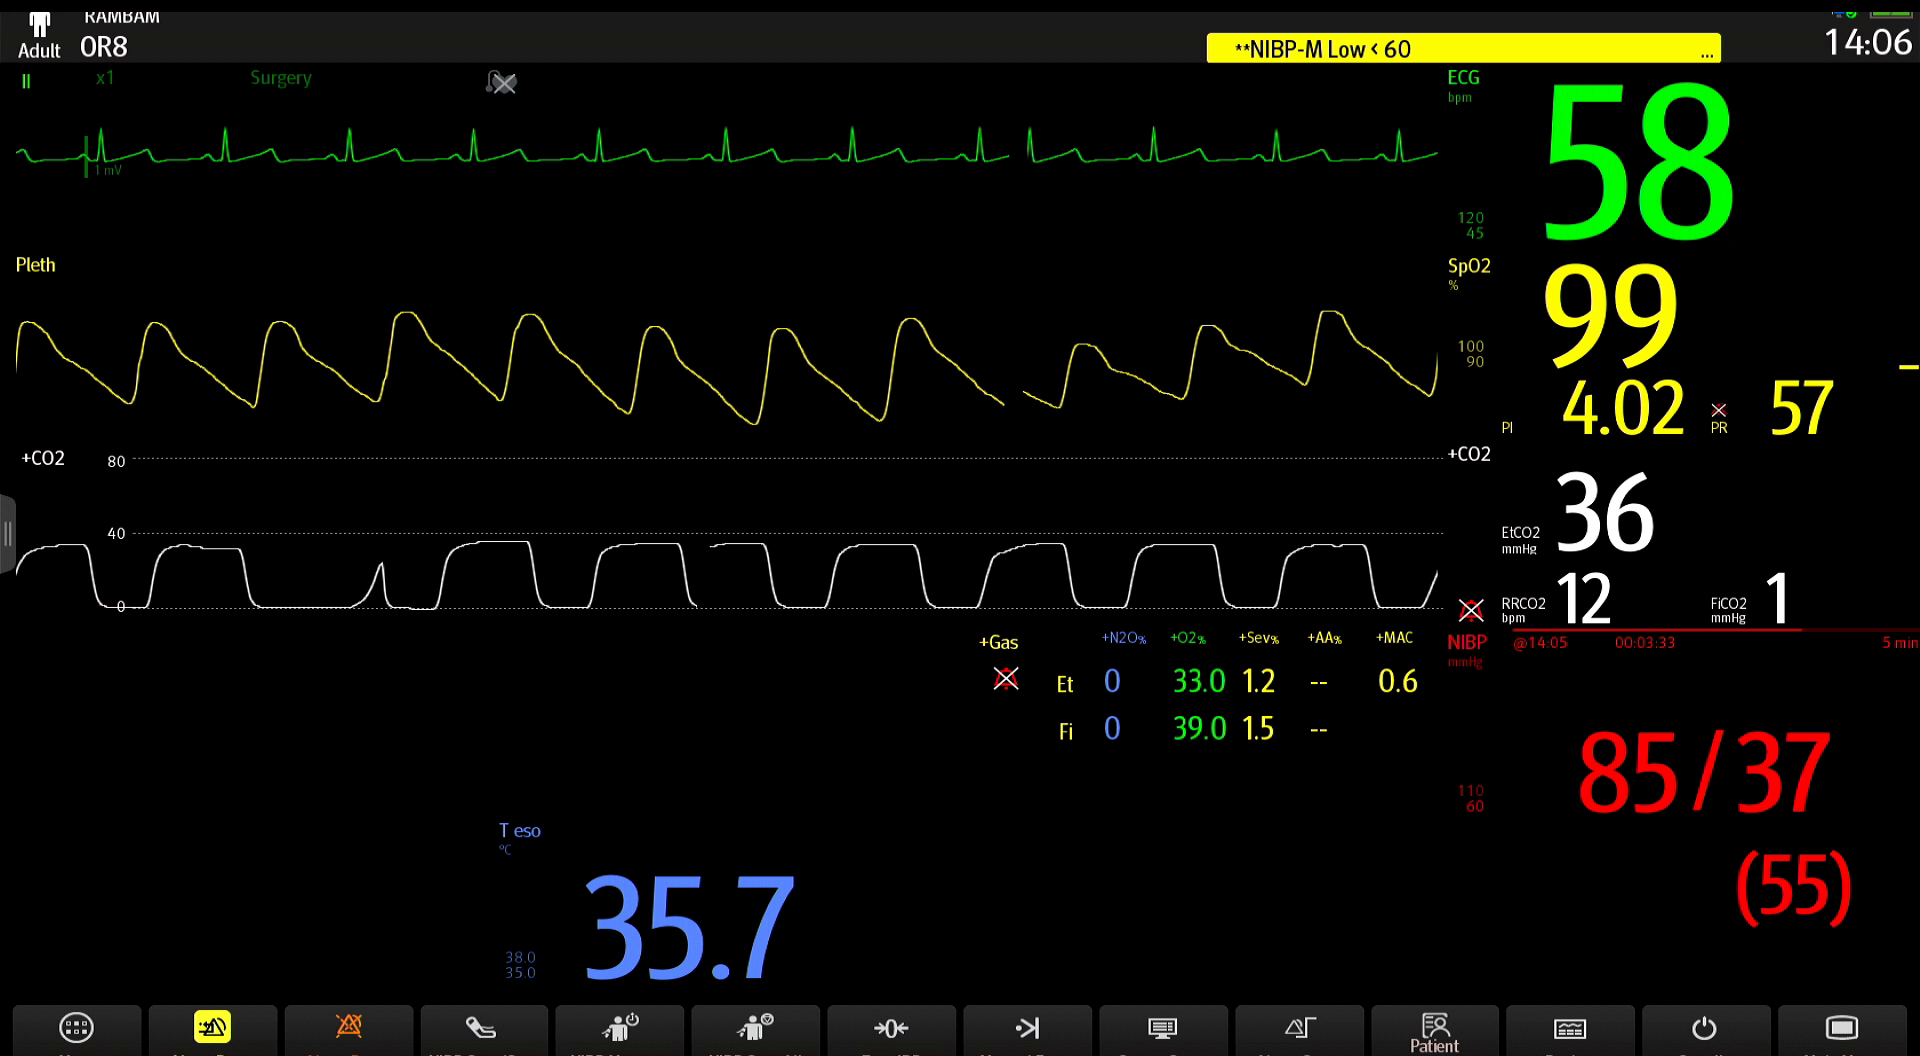 RAMBAM
Adult OR8
**NIBP-M Low < 60 ...
14:06
II x1 Surgery
1 mV
ECG
bpm
58
120
45
Pleth
SpO2
%
99
100
90
PI 4.02 PR 57
+CO2 80
40
0
+CO2
EtCO2
mmHg
36
RRCO2
bpm
12
FiCO2
mmHg
1
+Gas +N2O% +O2% +Sev% +AA% +MAC
Et 0 33.0 1.2 -- 0.6
Fi 0 39.0 1.5 --
NIBP @14:05 00:03:33 5 min
mmHg
85/37
110
60
(55)
T eso
°C
35.7
38.0
35.0
Patient